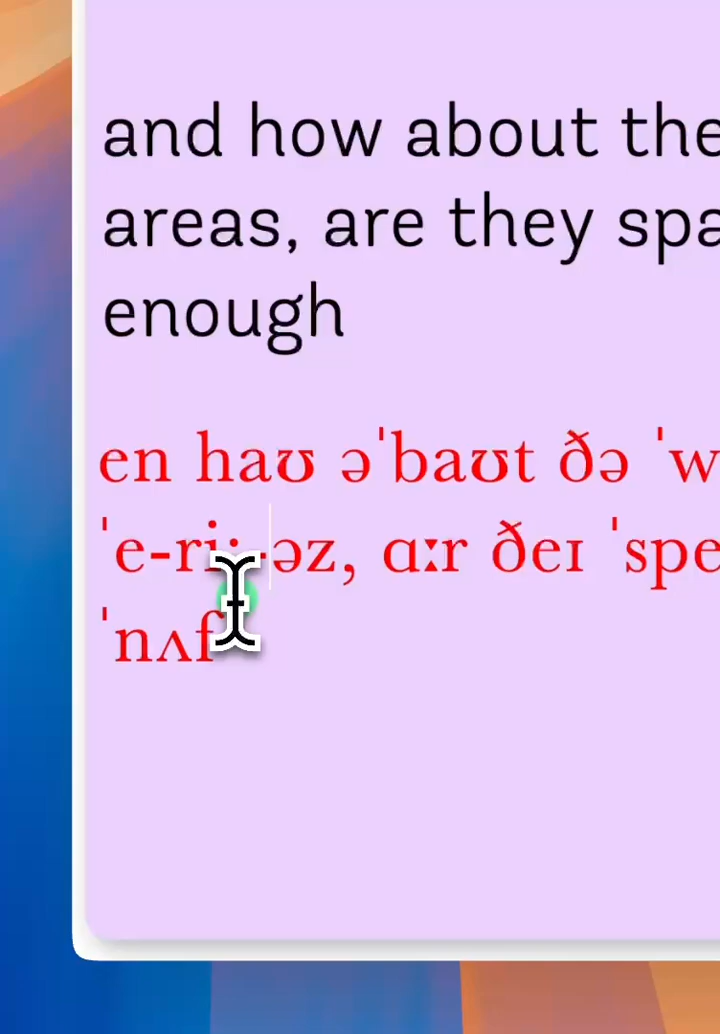 and how about the
areas, are they spa
enough
en haʊ əˈbaʊt ðə ˈw
ˈe-riː-əz, ɑːr ðeɪ ˈspe
ˈnʌf